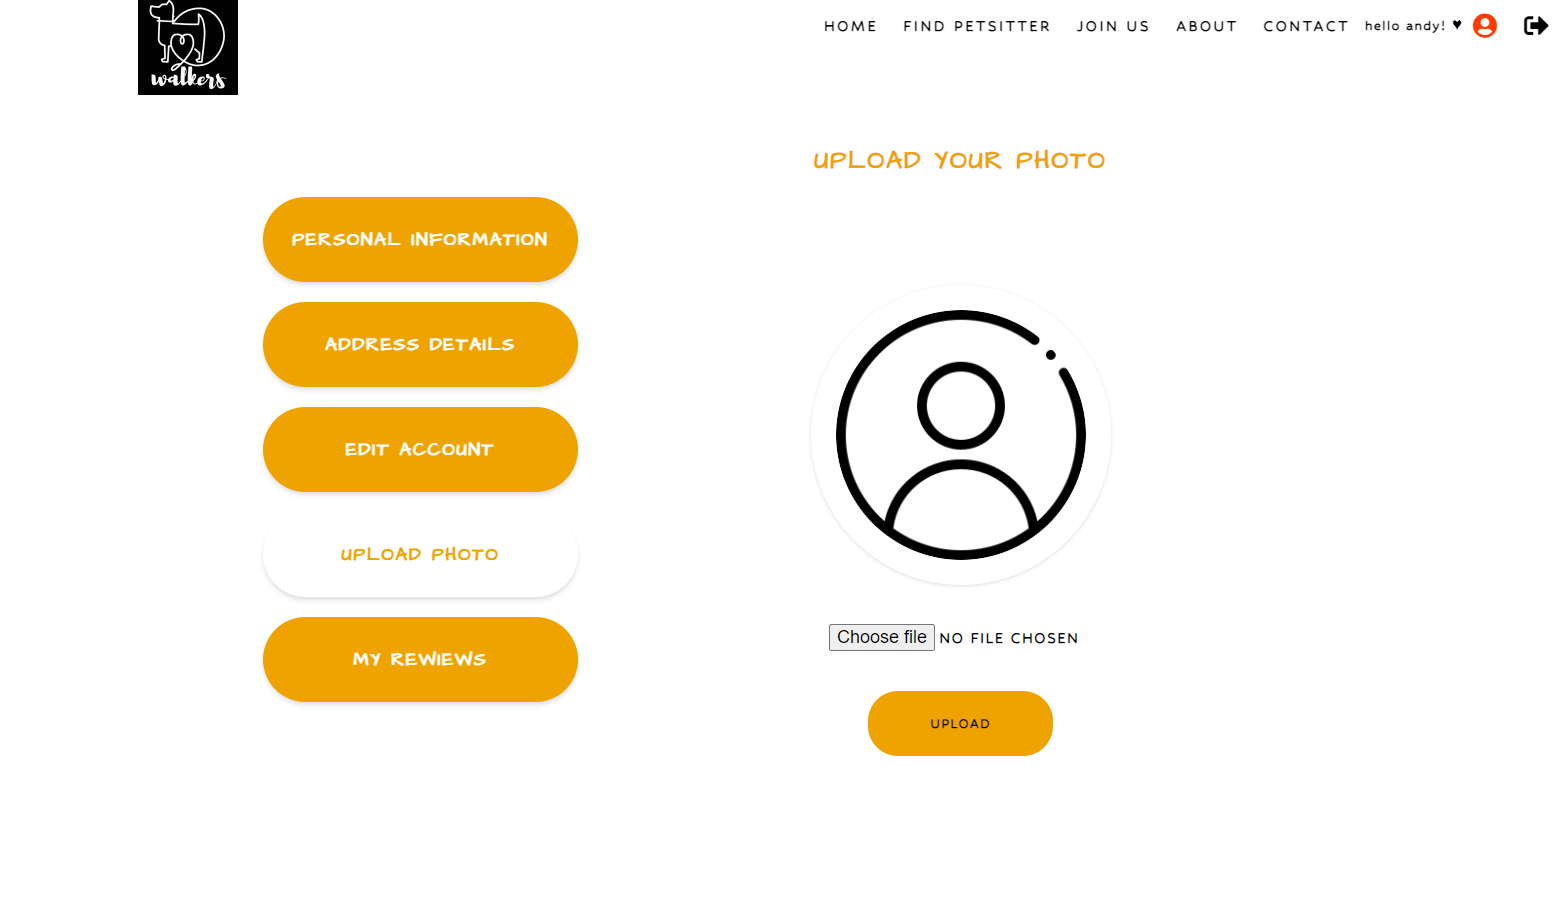 walkers
HOME FIND PETSITTER JOIN US ABOUT CONTACT hello andy! ♥
UPLOAD YOUR PHOTO
PERSONAL INFORMATION
ADDRESS DETAILS
EDIT ACCOUNT
UPLOAD PHOTO
MY REWIEWS
Choose file NO FILE CHOSEN
UPLOAD